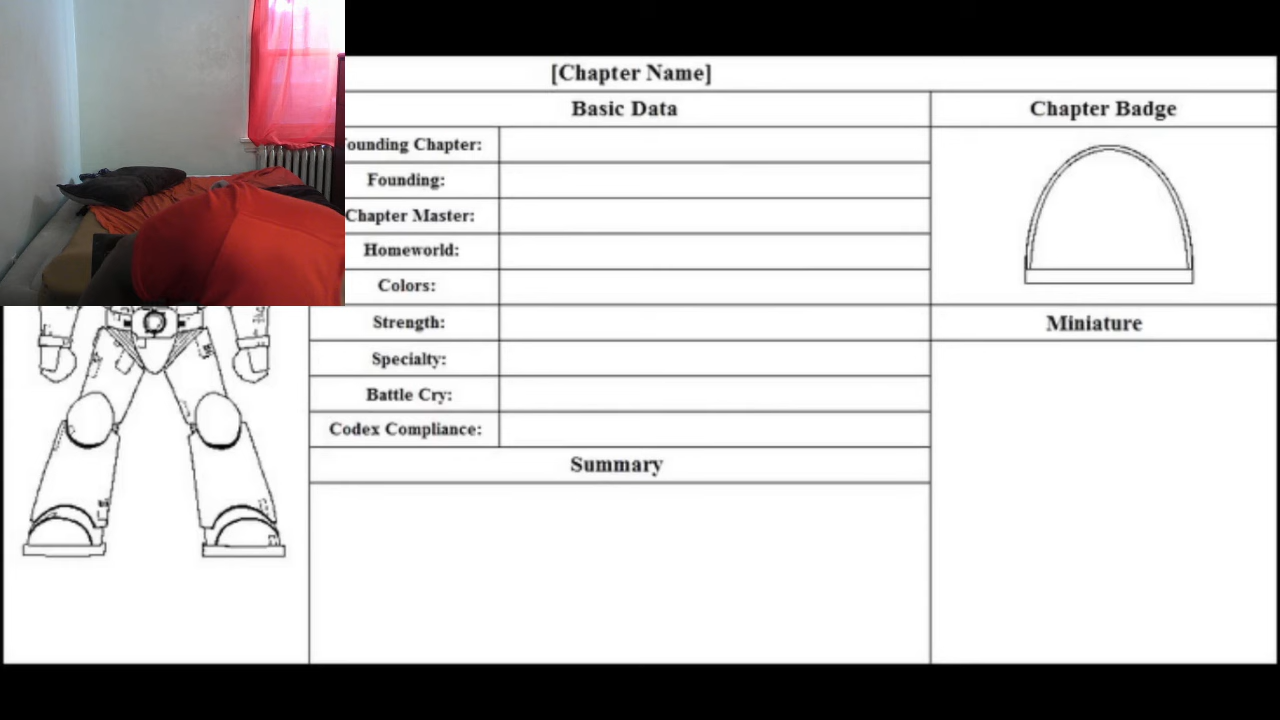 [Chapter Name]
Basic Data
Chapter Badge
ounding Chapter:
Founding:
Chapter Master:
Homeworld:
Colors:
Strength:
Miniature
Specialty:
Battle Cry:
Codex Compliance:
Summary